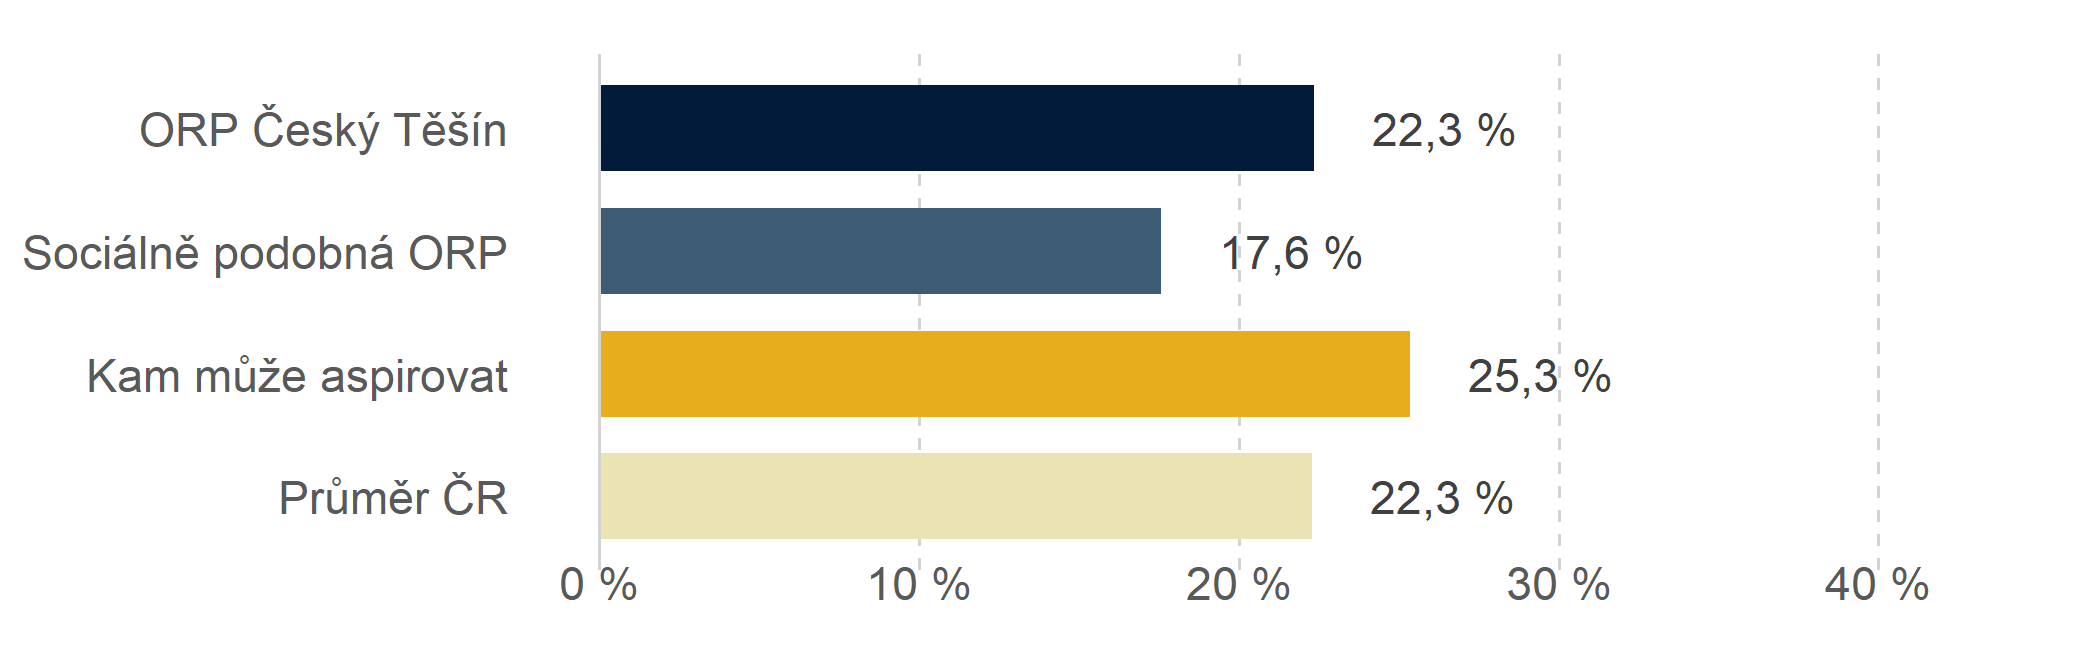 ORP Český Těšín
22,3 %
Sociálně podobná ORP
17,6 %
Kam může aspirovat
25,3 %
Průměr ČR
22,3 %
0 %
10 %
20 %
30 %
40 %